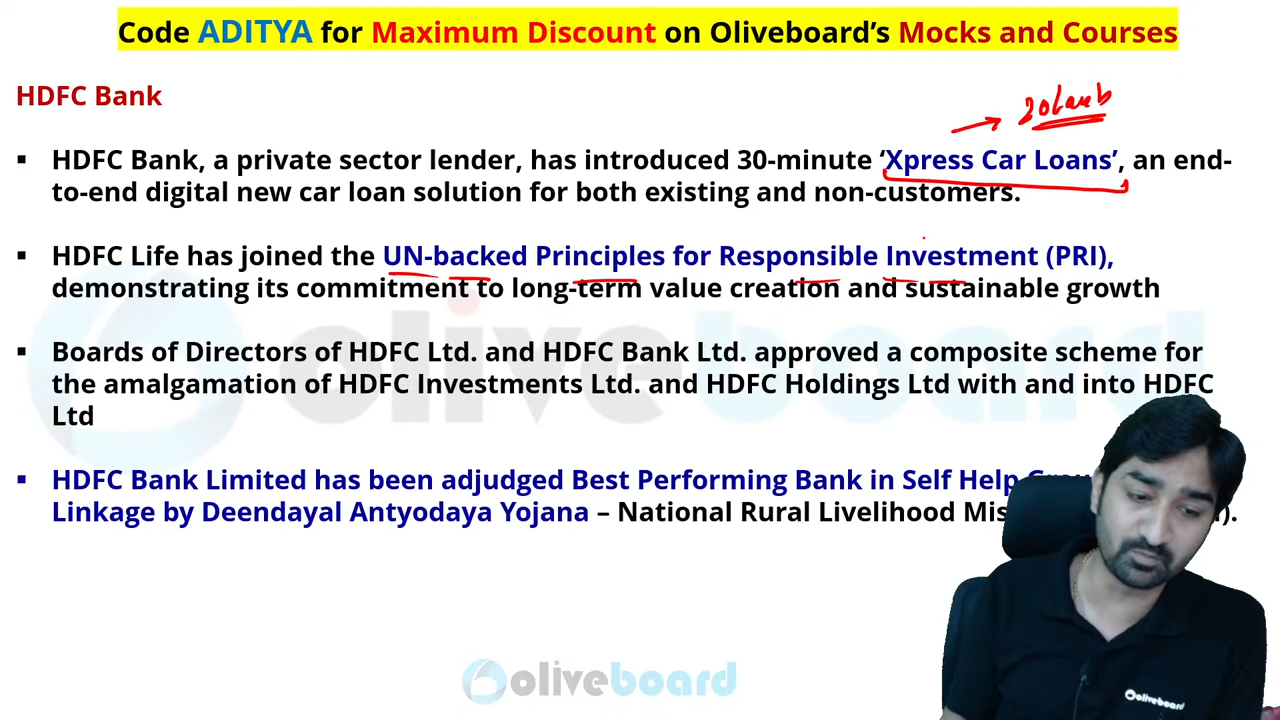 Code ADITYA for Maximum Discount on Oliveboard's Mocks and Courses
HDFC Bank
20 Lakh
▪ HDFC Bank, a private sector lender, has introduced 30-minute ‘Xpress Car Loans’, an end-
to-end digital new car loan solution for both existing and non-customers.
▪ HDFC Life has joined the UN-backed Principles for Responsible Investment (PRI),
demonstrating its commitment to long-term value creation and sustainable growth
▪ Boards of Directors of HDFC Ltd. and HDFC Bank Ltd. approved a composite scheme for
the amalgamation of HDFC Investments Ltd. and HDFC Holdings Ltd with and into HDFC
Ltd
▪ HDFC Bank Limited has been adjudged Best Performing Bank in Self Help
Linkage by Deendayal Antyodaya Yojana – National Rural Livelihood
oliveboard
oliveboard
oliveboard